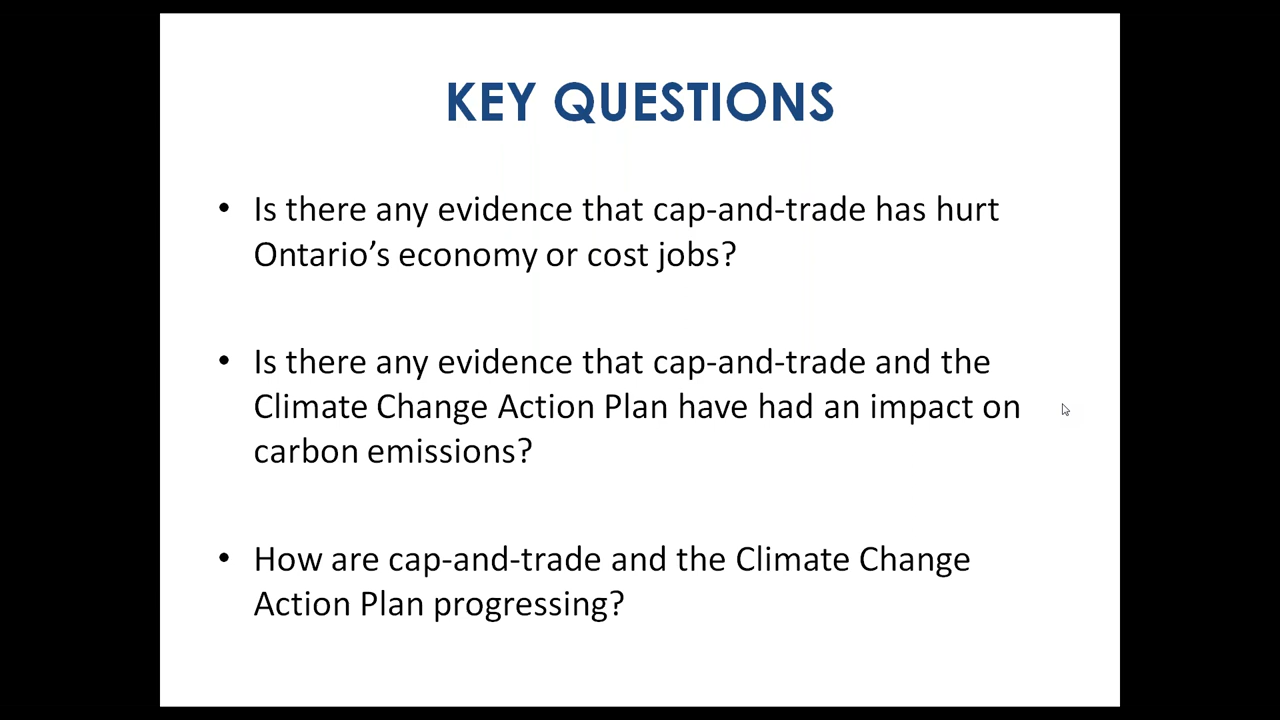 KEY QUESTIONS
• Is there any evidence that cap-and-trade has hurt
Ontario’s economy or cost jobs?
• Is there any evidence that cap-and-trade and the
Climate Change Action Plan have had an impact on
carbon emissions?
• How are cap-and-trade and the Climate Change
Action Plan progressing?